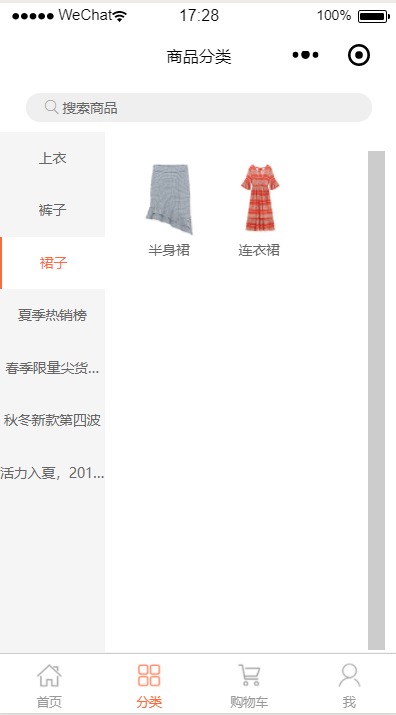 WeChat 17:28 100%
商品分类
搜索商品
上衣
裤子
裙子
夏季热销榜
春季限量尖货...
秋冬新款第四波
活力入夏，201...
半身裙 连衣裙
首页 分类 购物车 我